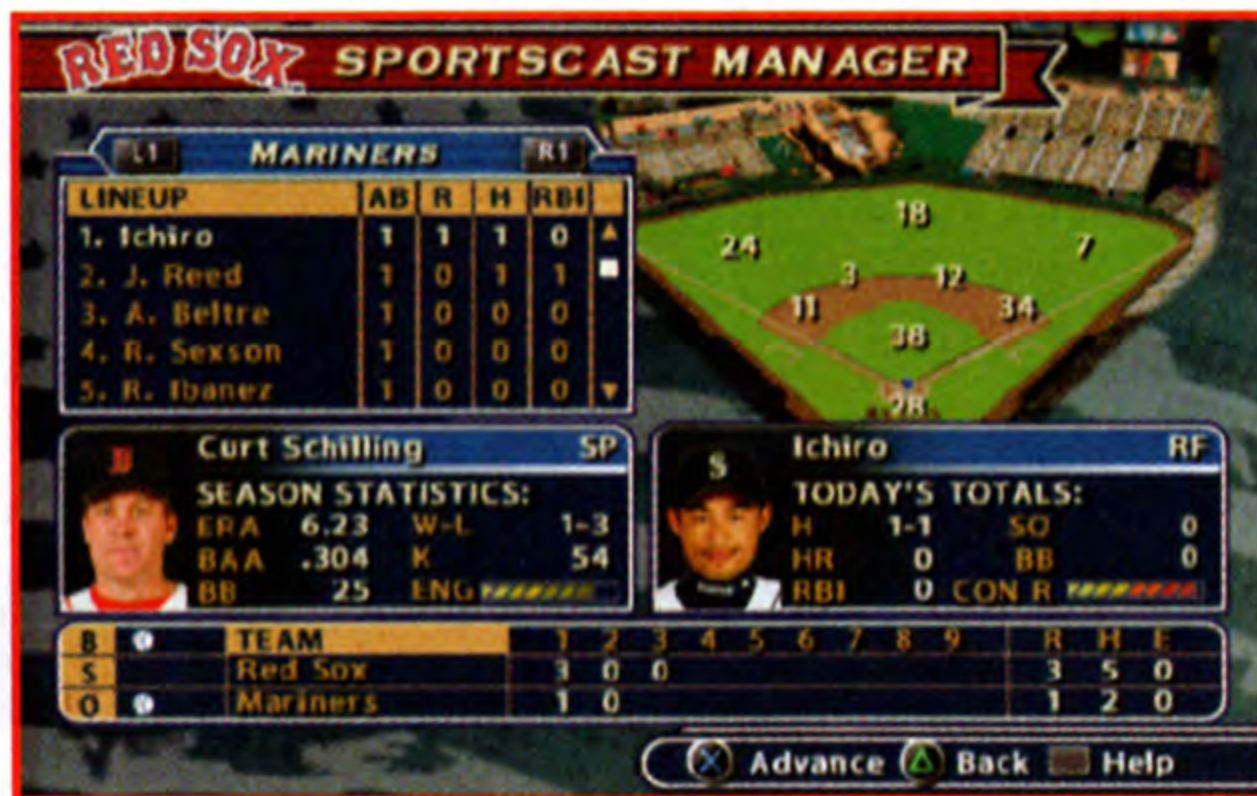 RED SOX SPORTSCAST MANAGER
L1 MARINERS R1
LINEUP AB R H RBI
1. Ichiro 1 1 1 0
2. J. Reed 1 0 1 1
3. A. Beltre 1 0 0 0
4. R. Sexson 1 0 0 0
5. R. Ibanez 1 0 0 0
18
24 7
3 12
11 34
38
28
Curt Schilling SP
SEASON STATISTICS:
ERA 6.23 W-L 1-3
BAA .304 K 54
BB 25 ENG
Ichiro RF
TODAY'S TOTALS:
H 1-1 SO 0
HR 0 BB 0
RBI 0 CON R
B TEAM 1 2 3 4 5 6 7 8 9 R H E
S Red Sox 3 0 0 3 5 0
O Mariners 1 0 1 2 0
Advance Back Help